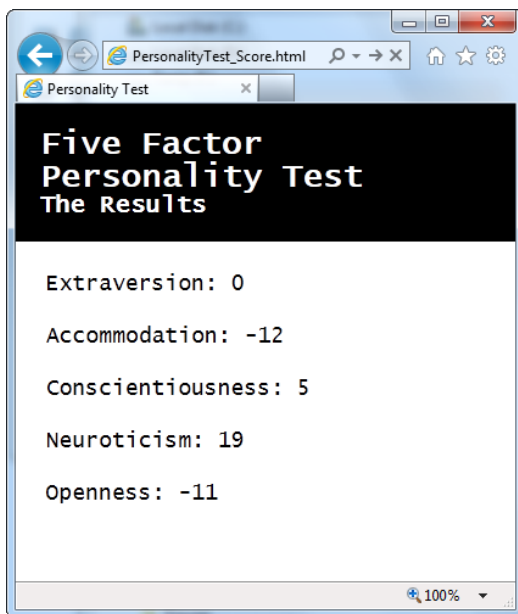 PersonalityTest_Score.html
Personality Test
Five Factor
Personality Test
The Results
Extraversion: 0
Accommodation: -12
Conscientiousness: 5
Neuroticism: 19
Openness: -11
100%